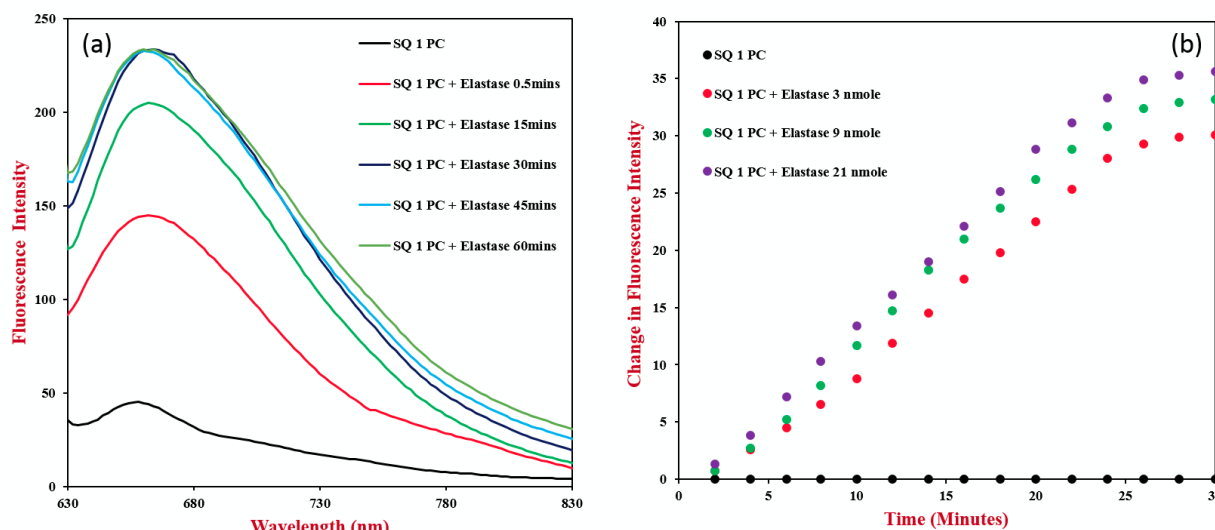 (a)
250
200
150
100
50
0
630
680
730
780
830
Fluorescence Intensity
Wavelength (nm)
SQ 1 PC
SQ 1 PC + Elastase 0.5mins
SQ 1 PC + Elastase 15mins
SQ 1 PC + Elastase 30mins
SQ 1 PC + Elastase 45mins
SQ 1 PC + Elastase 60mins
(b)
40
35
30
25
20
15
10
5
0
0
5
10
15
20
25
Change in Fluorescence Intensity
Time (Minutes)
SQ 1 PC
SQ 1 PC + Elastase 3 nmole
SQ 1 PC + Elastase 9 nmole
SQ 1 PC + Elastase 21 nmole